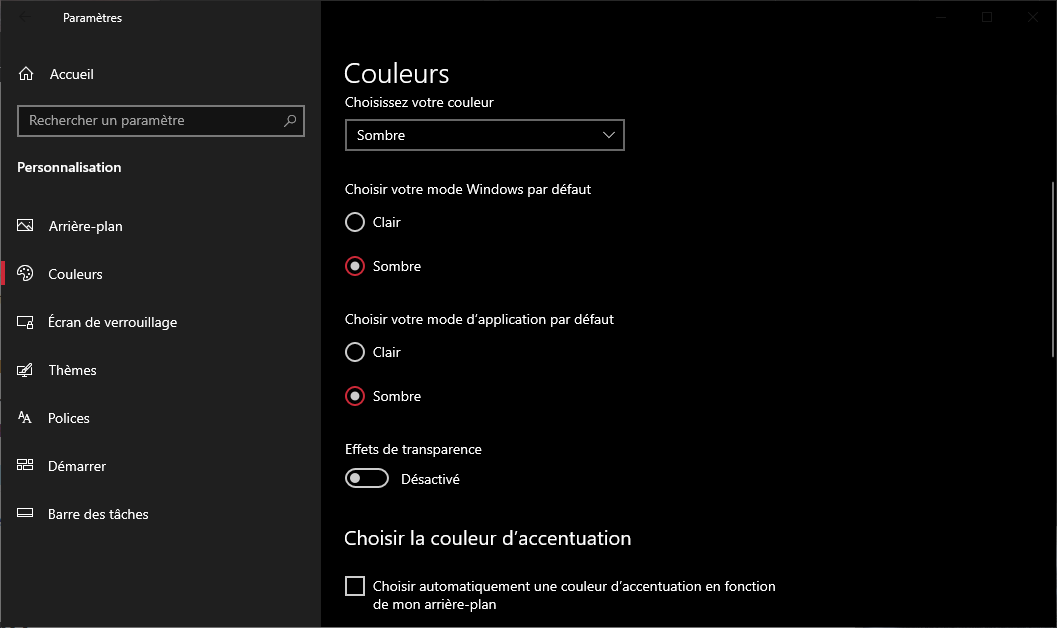 Paramètres
Accueil
Rechercher un paramètre
Personnalisation
Arrière-plan
Couleurs
Écran de verrouillage
Thèmes
Polices
Démarrer
Barre des tâches
Couleurs
Choisissez votre couleur
Sombre
Choisir votre mode Windows par défaut
Clair
Sombre
Choisir votre mode d’application par défaut
Clair
Sombre
Effets de transparence
Désactivé
Choisir la couleur d’accentuation
Choisir automatiquement une couleur d’accentuation en fonction
de mon arrière-plan